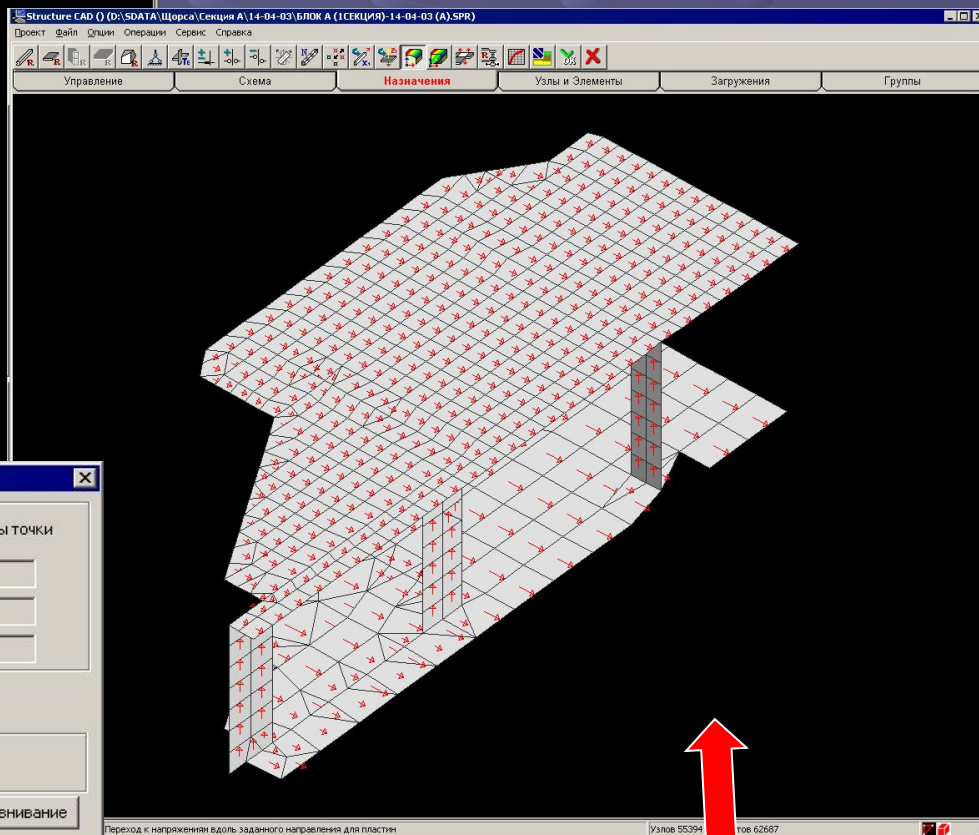 Structure CAD () (D:\SDATA\Щорса\Секция А\14-04-03\БЛОК А (1СЕКЦИЯ)-14-04-03 (А).SPR)
Проект Файл Опции Операции Сервис Справка
Управление Схема Назначения Узлы и Элементы Загружения Группы
точки
Переход к напряжениям вдоль заданного направления для пластин
Узлов 55394 62687